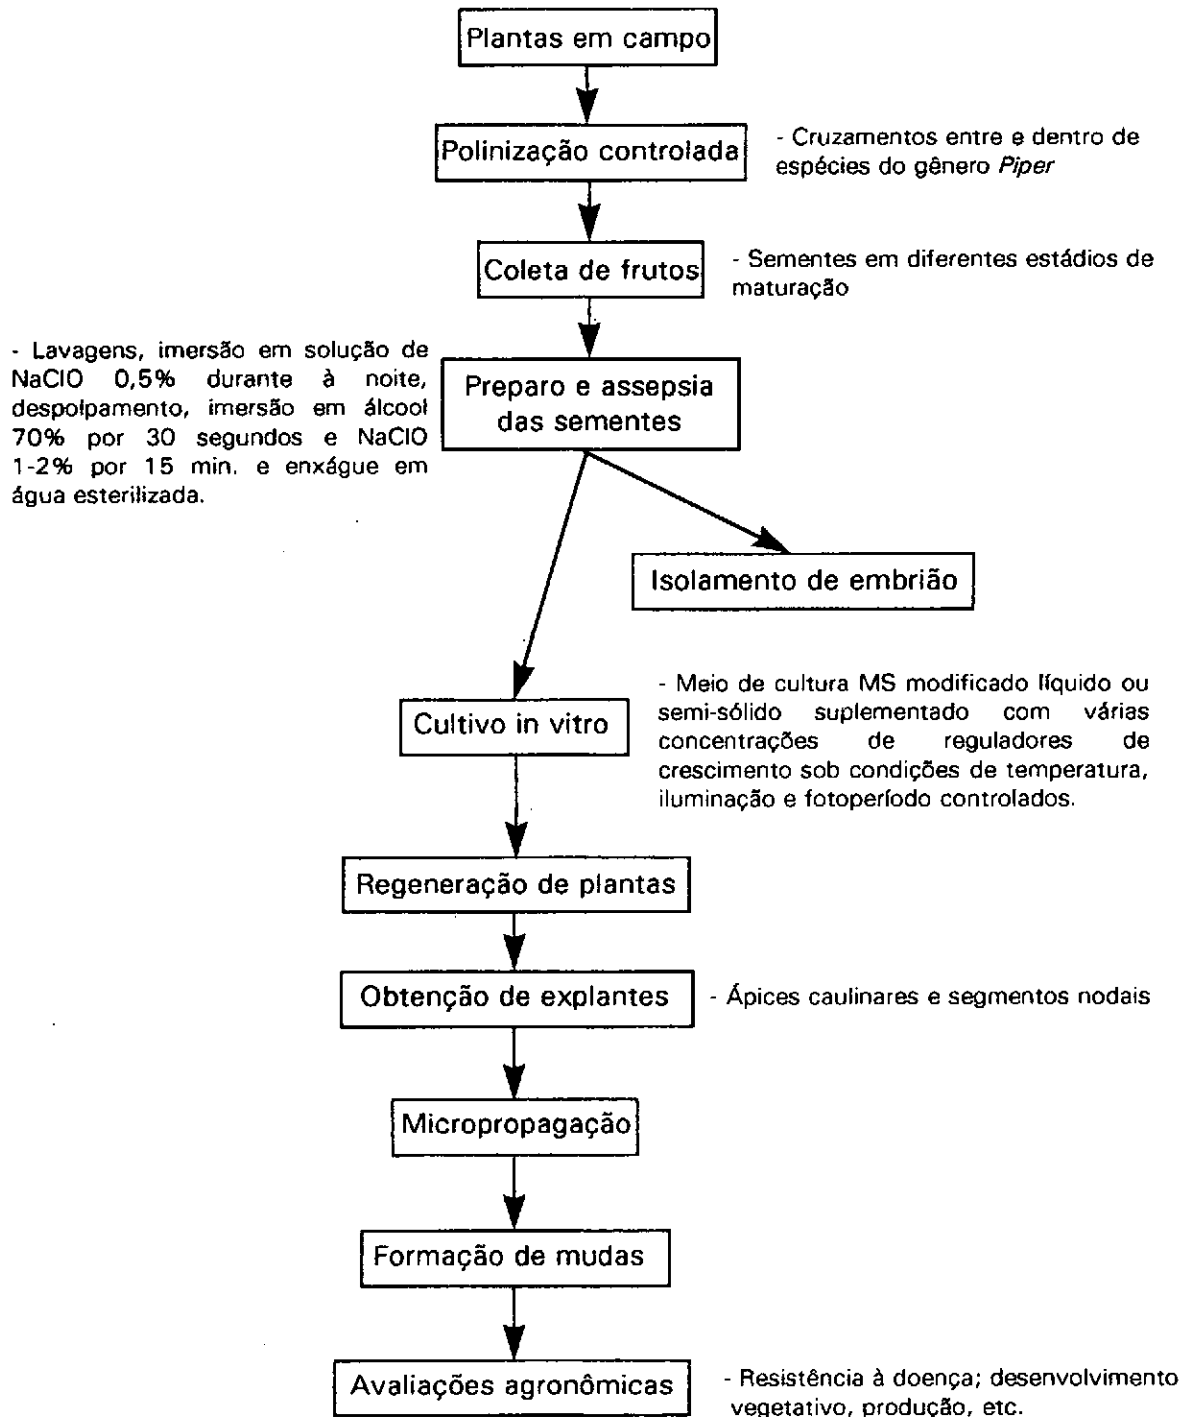 Plantas em campo
Polinização controlada
- Cruzamentos entre e dentro de
espécies do gênero Piper
Coleta de frutos
- Sementes em diferentes estádios de
maturação
- Lavagens, imersão em solução de
NaClO 0,5% durante à noite,
despolpamento, imersão em álcool
70% por 30 segundos e NaClO
1-2% por 15 min. e enxágue em
água esterilizada.
Preparo e assepsia
das sementes
Isolamento de embrião
Cultivo in vitro
- Meio de cultura MS modificado líquido ou
semi-sólido suplementado com várias
concentrações de reguladores de
crescimento sob condições de temperatura,
iluminação e fotoperíodo controlados.
Regeneração de plantas
Obtenção de explantes
- Ápices caulinares e segmentos nodais
Micropropagação
Formação de mudas
Avaliações agronômicas
- Resistência à doença; desenvolvimento
vegetativo, produção, etc.